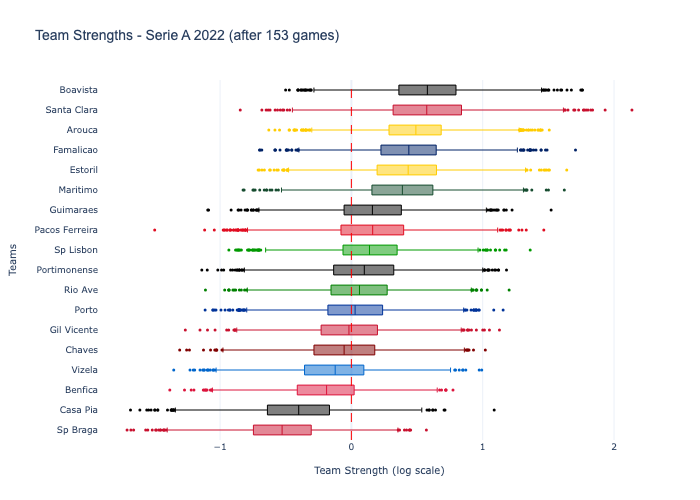 Team Strengths - Serie A 2022 (after 153 games)
Boavista
Santa Clara
Arouca
Famalicao
Estoril
Maritimo
Guimaraes
Pacos Ferreira
Sp Lisbon
Portimonense
Rio Ave
Porto
Gil Vicente
Chaves
Vizela
Benfica
Casa Pia
Sp Braga
Teams
−1 0 1 2
Team Strength (log scale)